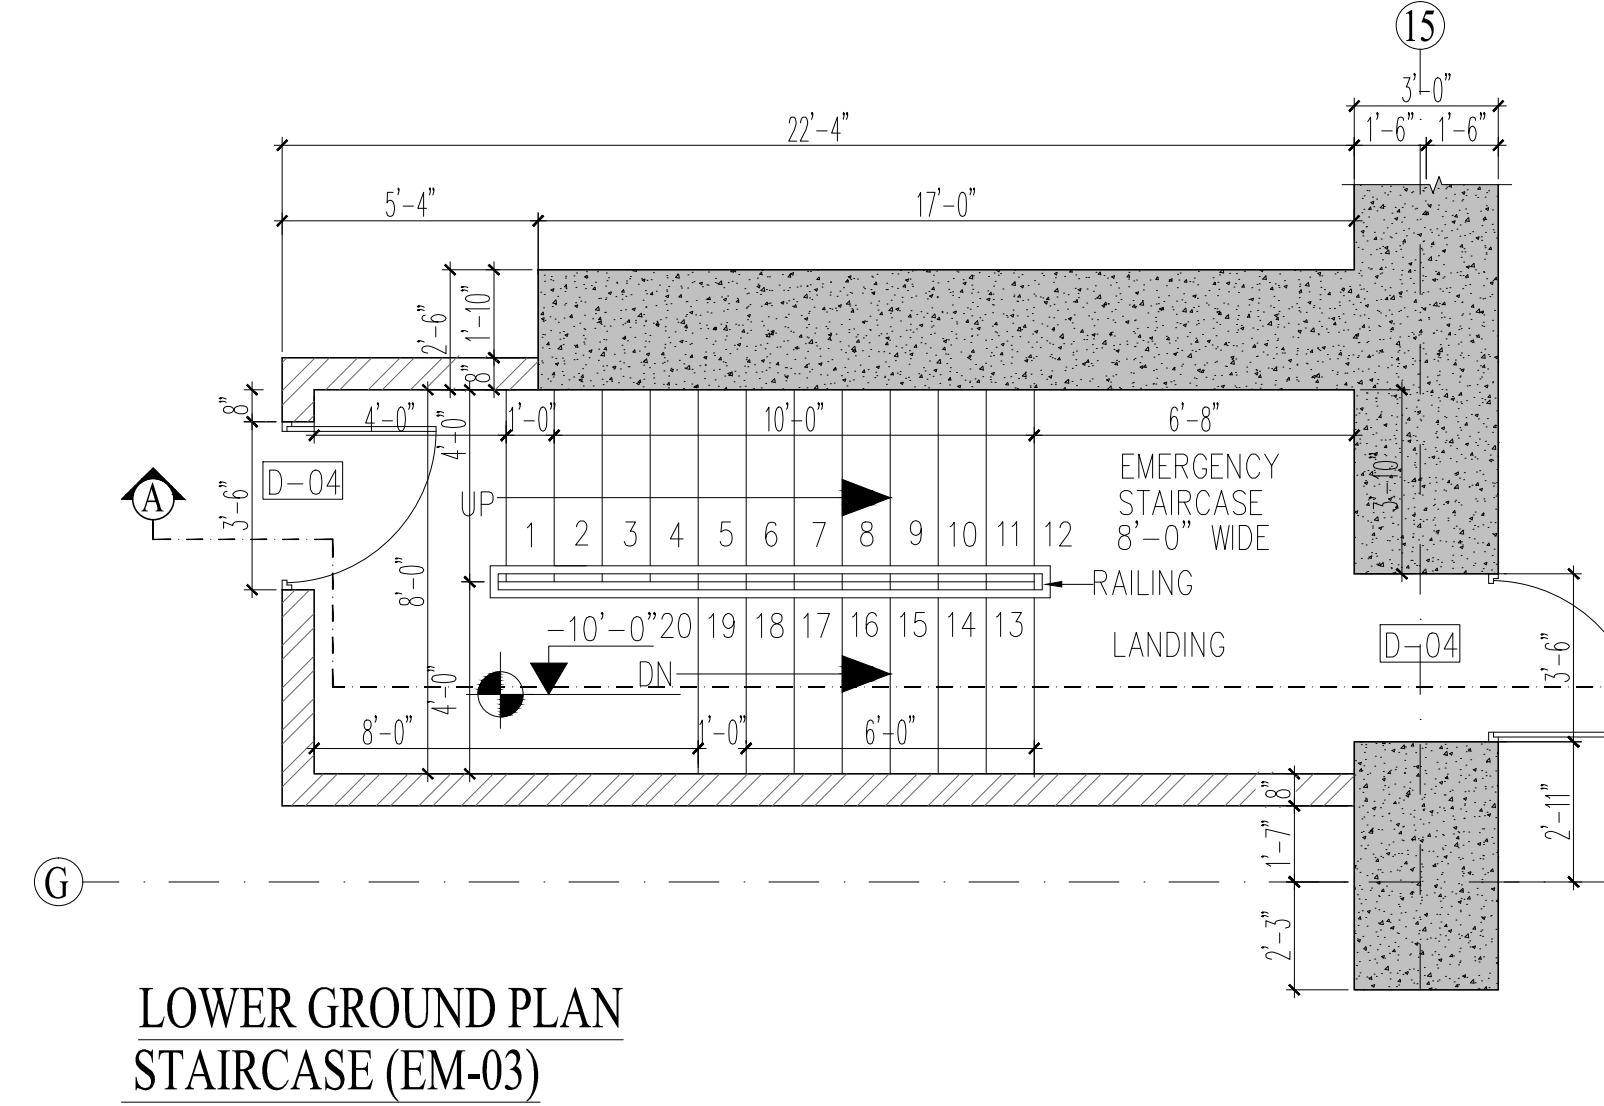 15
3'-0"
22'-4"
1'-6" 1'-6"
5'-4" 17'-0"
2'-6" 1'-10"
8" 8"
4'-0" 4'-0" 1'-0" 10'-0" 6'-8"
3'-10"
D-04
3'-6"
A
UP
EMERGENCY
STAIRCASE
8'-0" WIDE
1 2 3 4 5 6 7 8 9 10 11 12
8'-0"
RAILING
-10'-0" 20 19 18 17 16 15 14 13
LANDING
D-04
3'-6"
4'-0"
DN
8'-0" 1'-0" 6'-0"
8"
1'-7"
2'-11"
G
2'-3"
LOWER GROUND PLAN
STAIRCASE (EM-03)